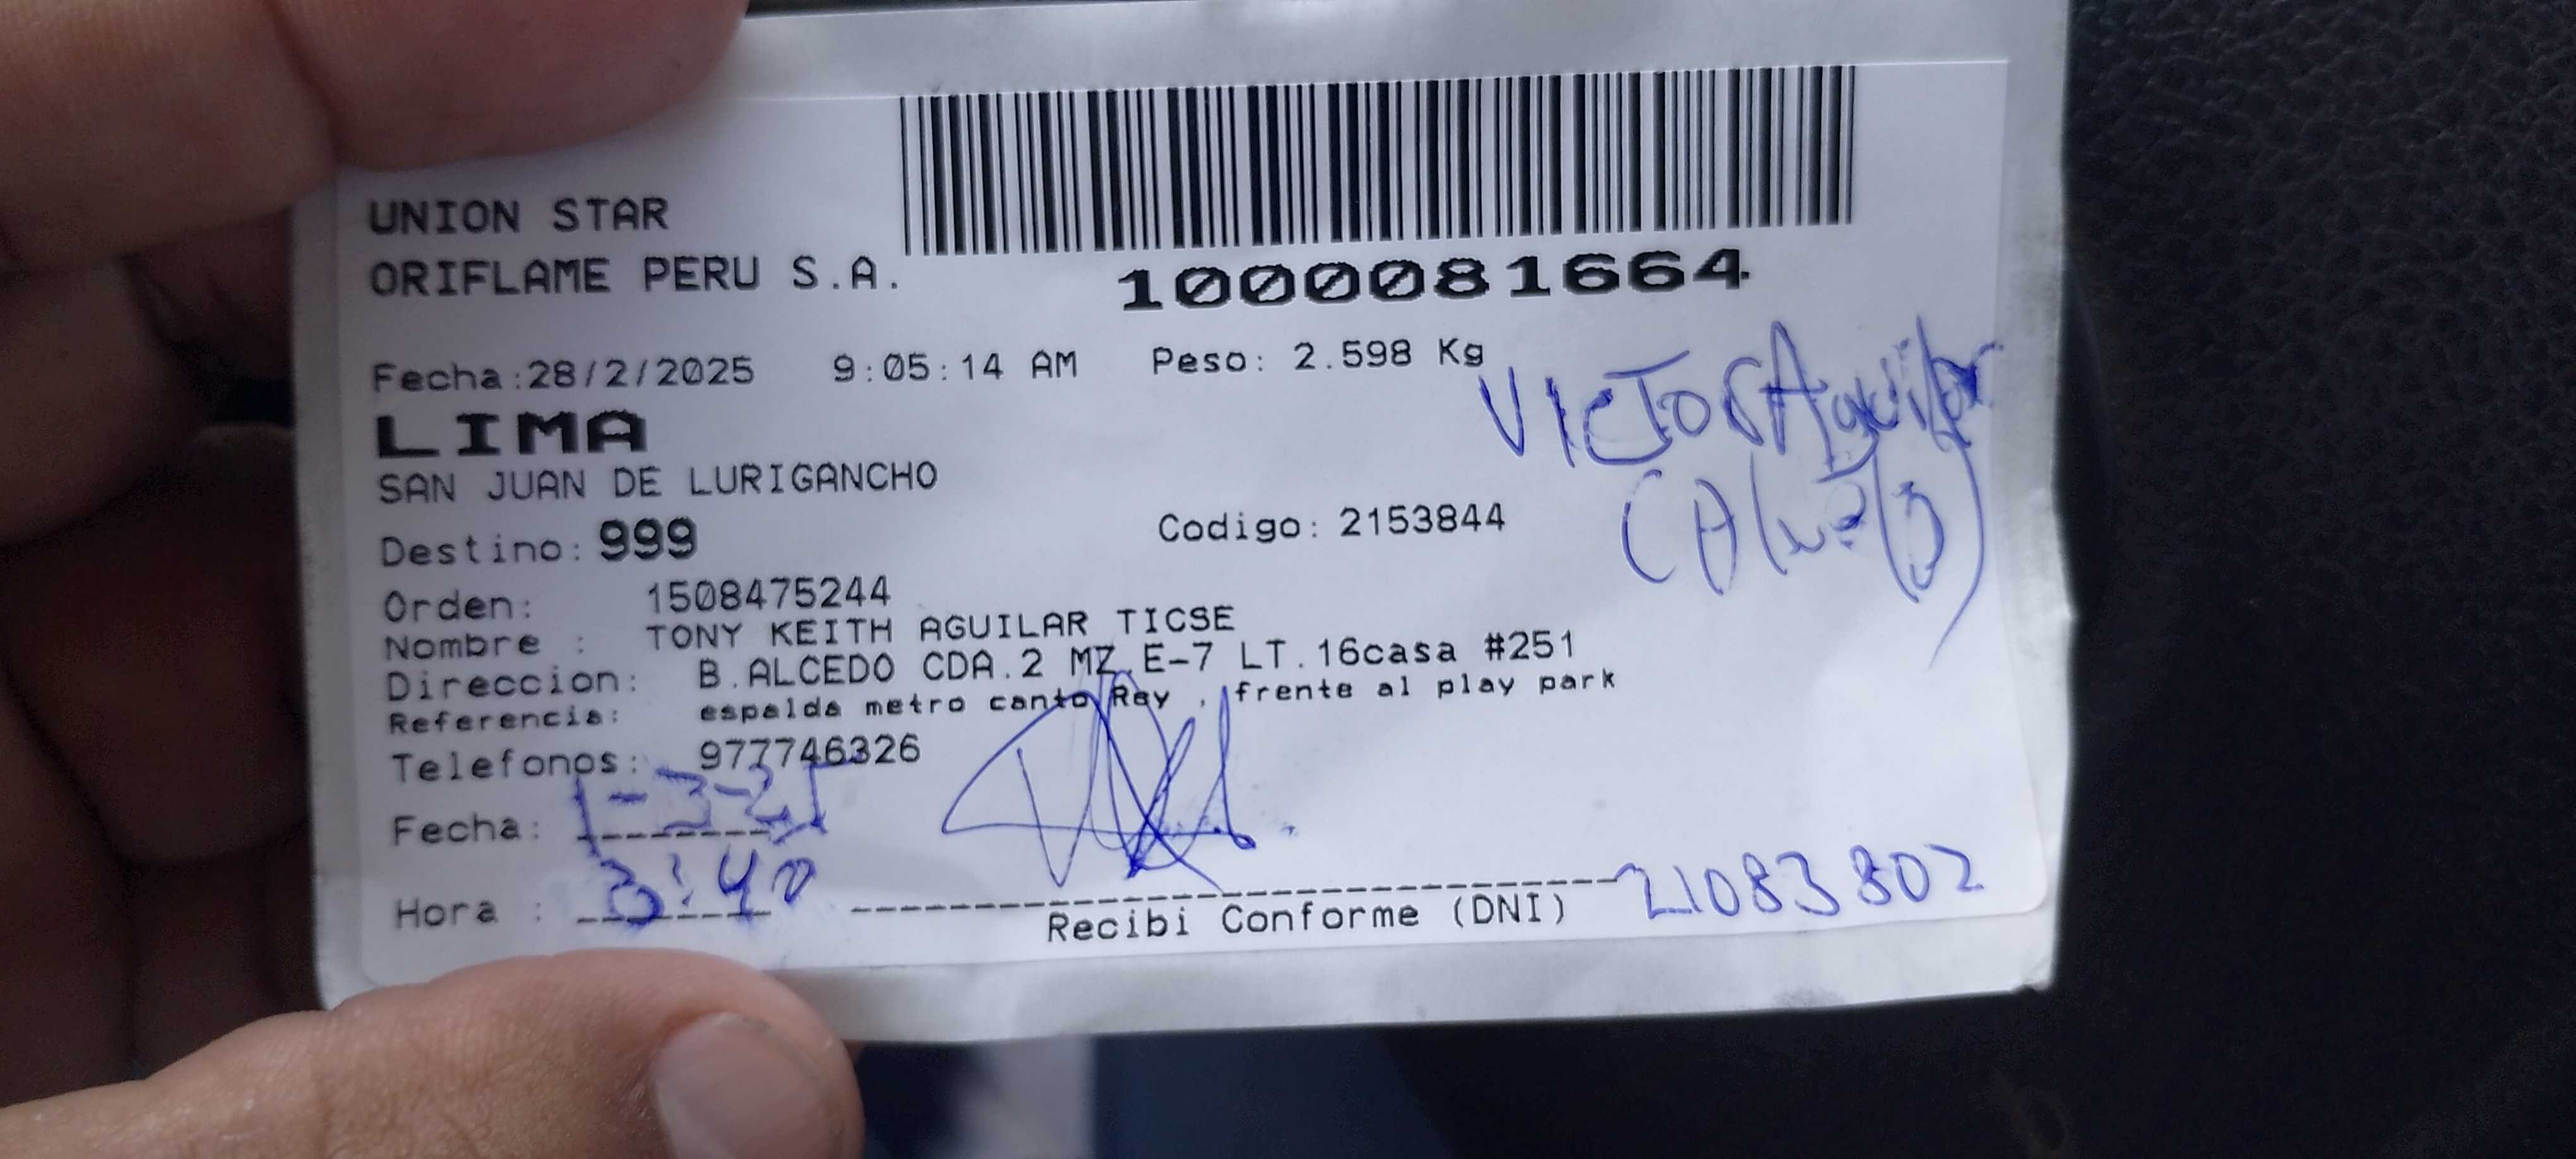 UNION STAR
ORIFLAME PERU S.A.
1000081664
Fecha:28/2/2025 9:05:14 AM Peso: 2.598 Kg
LIMA
VICTOR Aguilar
SAN JUAN DE LURIGANCHO
Destino: 999 Codigo: 2153844
Orden: 1508475244
Nombre : TONY KEITH AGUILAR TICSE
Direccion: B.ALCEDO CDA.2 MZ.E-7 LT.16casa #251
Referencia: espalda metro canto Rey , frente al play park
Telefonos: 977746326
Fecha: 1-3-25
Hora : 3:40
Recibi Conforme (DNI) 21083802